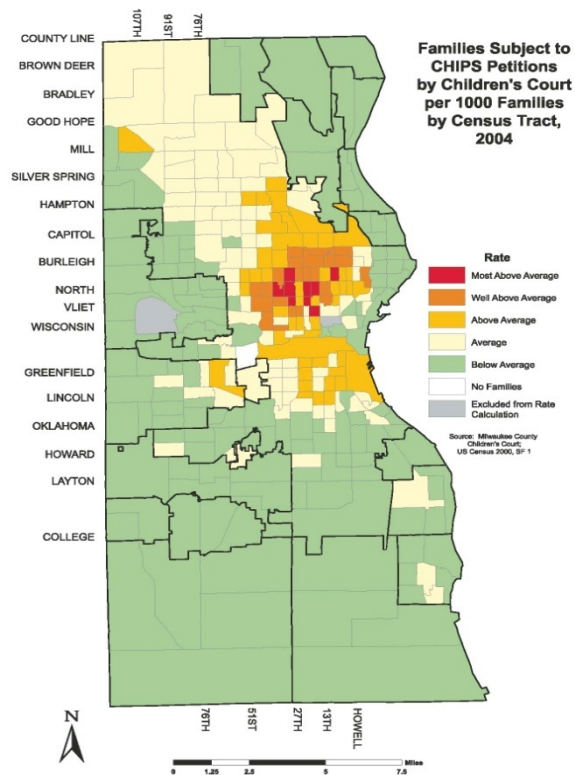 107TH
91ST
76TH
COUNTY LINE
BROWN DEER
BRADLEY
GOOD HOPE
MILL
SILVER SPRING
HAMPTON
CAPITOL
BURLEIGH
NORTH
VLIET
WISCONSIN
GREENFIELD
LINCOLN
OKLAHOMA
HOWARD
LAYTON
COLLEGE
Families Subject to
CHIPS Petitions
by Children's Court
per 1000 Families
by Census Tract,
2004
Rate
Most Above Average
Well Above Average
Above Average
Average
Below Average
No Families
Excluded from Rate
Calculation
Source: Milwaukee County
Children's Court;
US Census 2000, SF 1
76TH
51ST
27TH
13TH
HOWELL
N
Miles
0 1.25 2.5 5 7.5